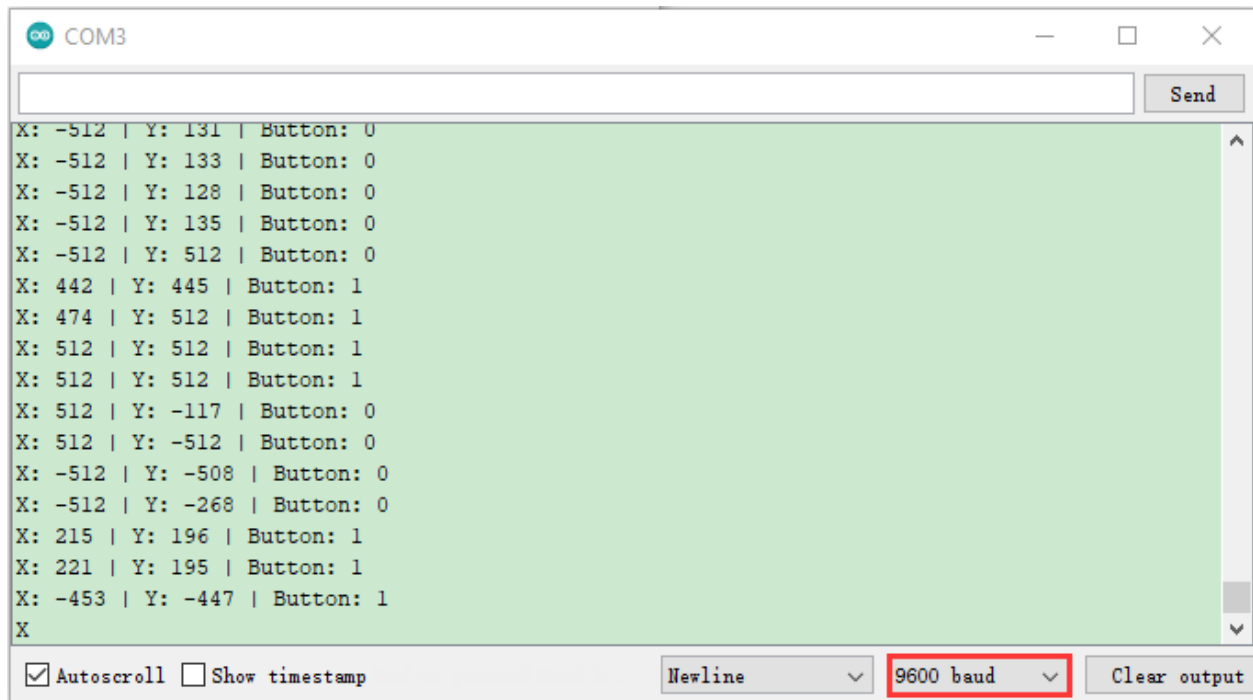 COM3
Send
X: -512 | Y: 131 | Button: 0
X: -512 | Y: 133 | Button: 0
X: -512 | Y: 128 | Button: 0
X: -512 | Y: 135 | Button: 0
X: -512 | Y: 512 | Button: 0
X: 442 | Y: 445 | Button: 1
X: 474 | Y: 512 | Button: 1
X: 512 | Y: 512 | Button: 1
X: 512 | Y: 512 | Button: 1
X: 512 | Y: -117 | Button: 0
X: 512 | Y: -512 | Button: 0
X: -512 | Y: -508 | Button: 0
X: -512 | Y: -268 | Button: 0
X: 215 | Y: 196 | Button: 1
X: 221 | Y: 195 | Button: 1
X: -453 | Y: -447 | Button: 1
X
Autoscroll Show timestamp Newline 9600 baud Clear output